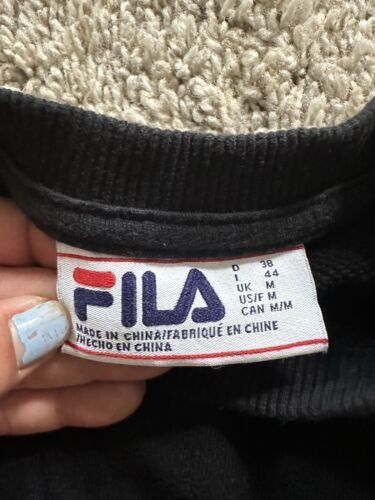 FILA
D 38
I 44
UK M
US/F M
CAN M/M
MADE IN CHINA/FABRIQUÉ EN CHINE
/HECHO EN CHINA